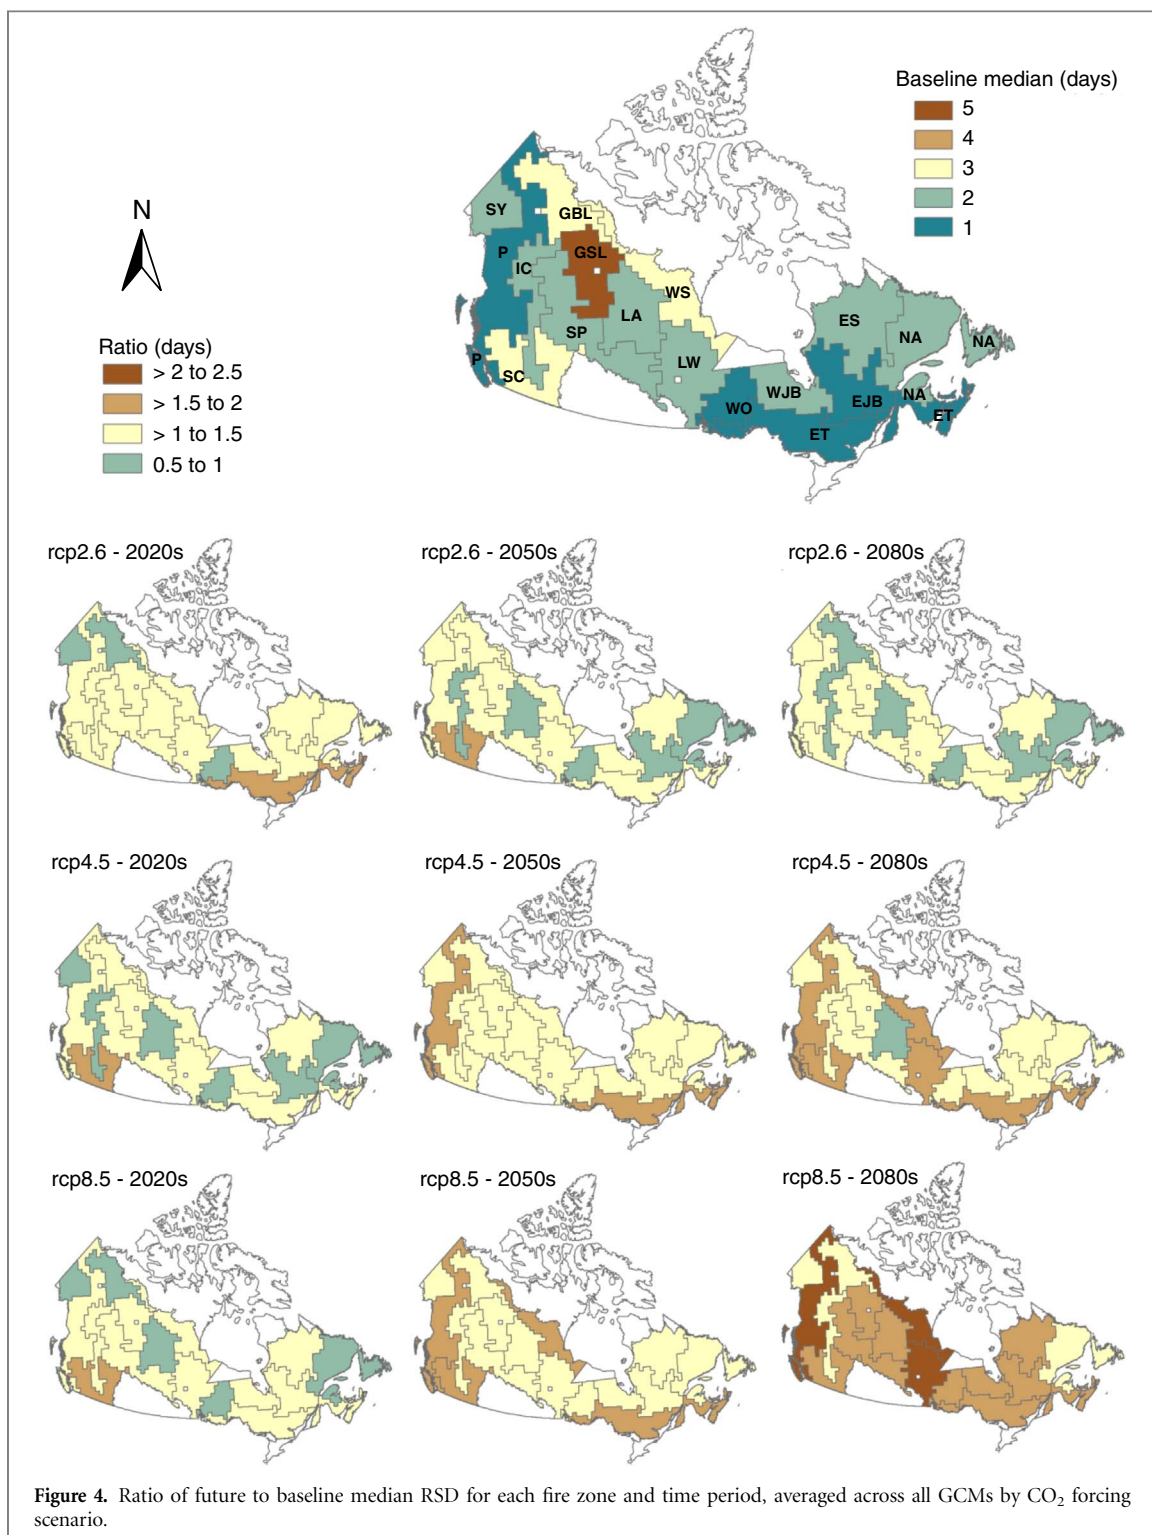 Baseline median (days)
5
4
3
2
1
N
Ratio (days)
> 2 to 2.5
> 1.5 to 2
> 1 to 1.5
0.5 to 1
SY
GBL
P
GSL
IC
WS
LA
SP
ES
NA
NA
P
SC
LW
WJB
WO
EJB
NA
ET
ET
rcp2.6 - 2020s
rcp2.6 - 2050s
rcp2.6 - 2080s
rcp4.5 - 2020s
rcp4.5 - 2050s
rcp4.5 - 2080s
rcp8.5 - 2020s
rcp8.5 - 2050s
rcp8.5 - 2080s
Figure 4. Ratio of future to baseline median RSD for each fire zone and time period, averaged across all GCMs by CO₂ forcing
scenario.